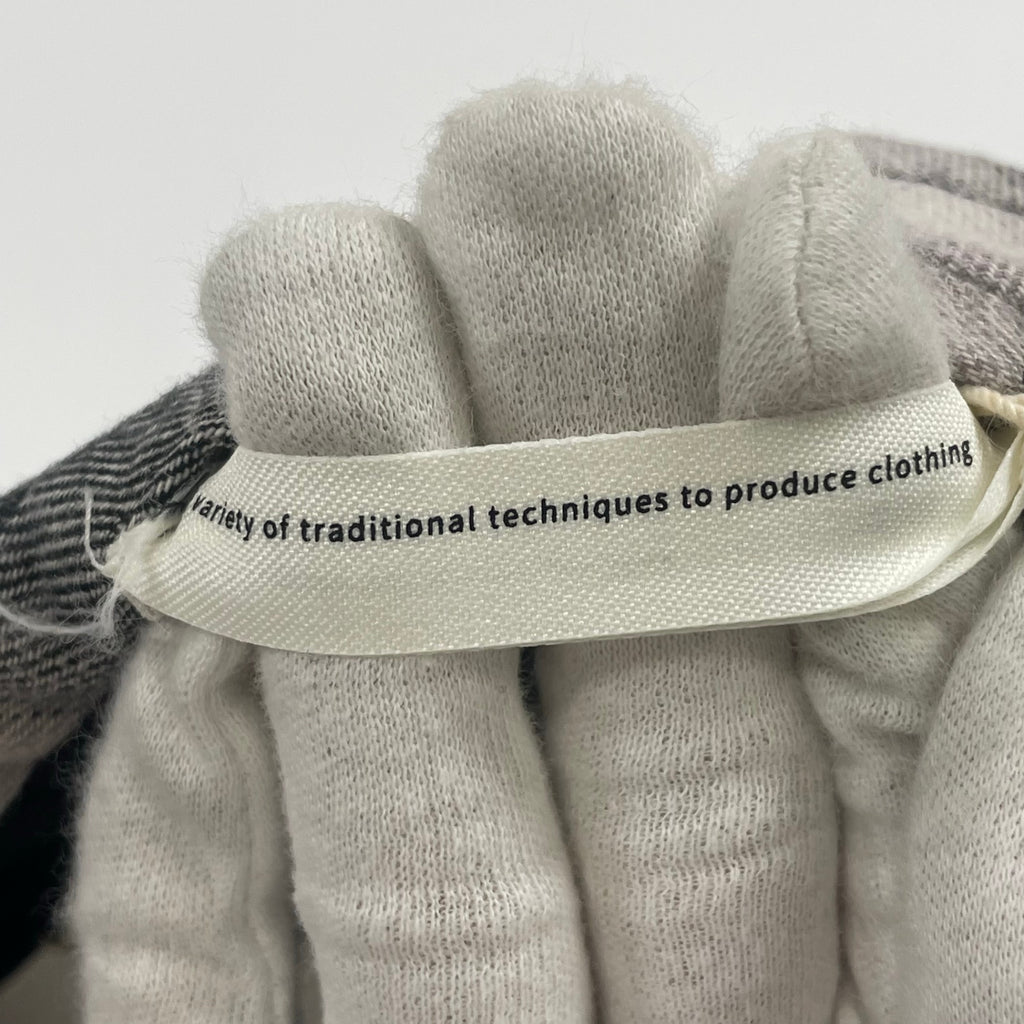 variety of traditional techniques to produce clothing